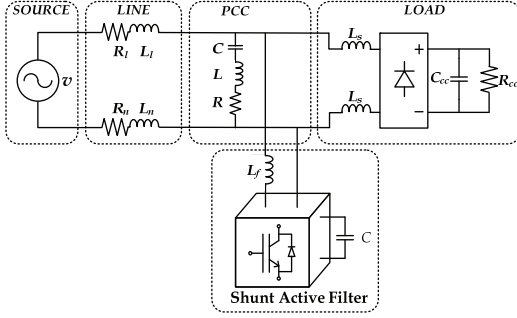 SOURCE
LINE
PCC
LOAD
v
R_l L_l
R_n L_n
C
L
R
L_s
L_s
+
−
C_cc
R_cc
L_f
C
Shunt Active Filter